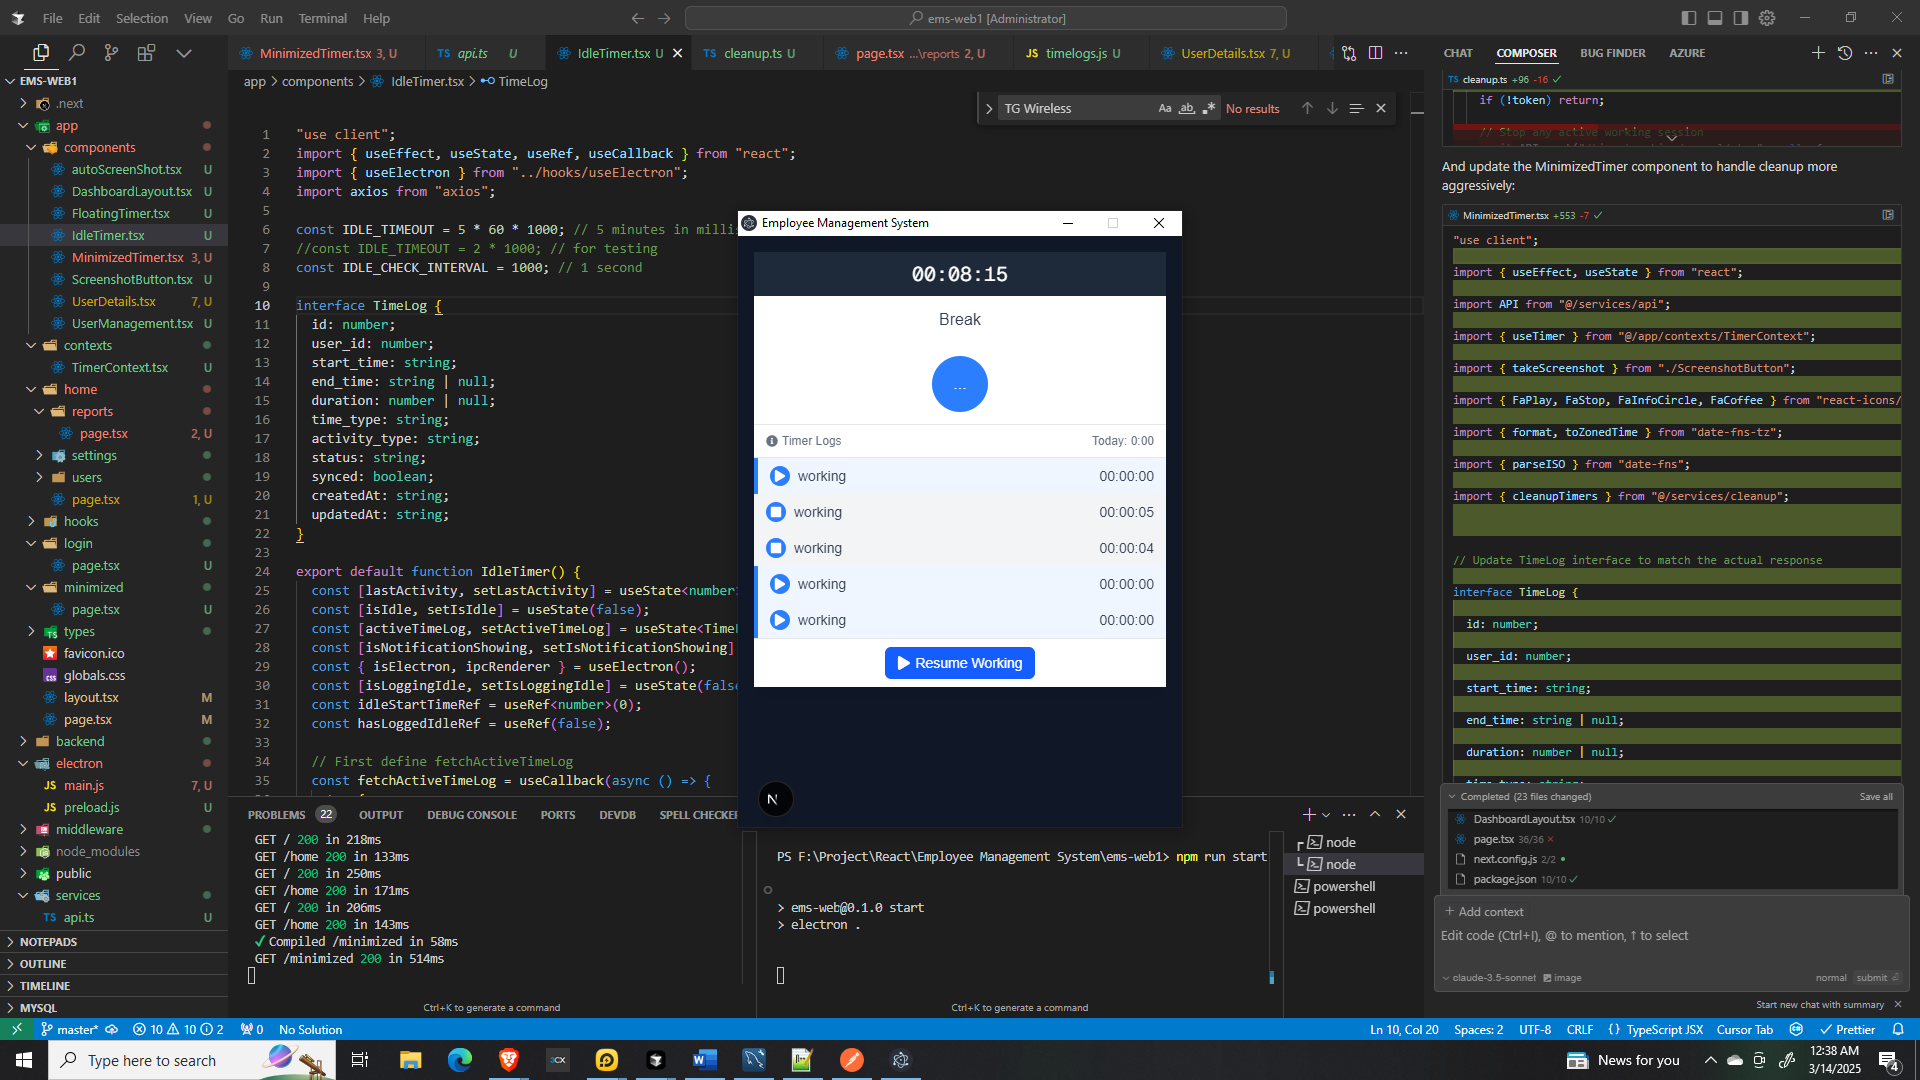 File Edit Selection View Go Run Terminal Help
ems-web1 [Administrator]
MinimizedTimer.tsx 3, U
TS api.ts U
IdleTimer.tsx U
TS cleanup.ts U
page.tsx ...\reports 2, U
JS timelogs.js U
UserDetails.tsx 7, U
CHAT COMPOSER BUG FINDER AZURE
EMS-WEB1
.next
app
components
autoScreenShot.tsx U
DashboardLayout.tsx U
FloatingTimer.tsx U
IdleTimer.tsx U
MinimizedTimer.tsx 3, U
ScreenshotButton.tsx U
UserDetails.tsx 7, U
UserManagement.tsx U
contexts
TimerContext.tsx U
home
reports
page.tsx 2, U
settings
users
page.tsx 1, U
hooks
login
page.tsx U
minimized
page.tsx U
types
favicon.ico
globals.css
layout.tsx M
page.tsx M
backend
electron
JS main.js 7, U
JS preload.js U
middleware
node_modules
public
services
TS api.ts U
NOTEPADS
OUTLINE
TIMELINE
MYSQL
app > components > IdleTimer.tsx > TimeLog
TG Wireless Aa ab No results
1 "use client";
2 import { useEffect, useState, useRef, useCallback } from "react";
3 import { useElectron } from "../hooks/useElectron";
4 import axios from "axios";
5
6 const IDLE_TIMEOUT = 5 * 60 * 1000; // 5 minutes in millis
7 //const IDLE_TIMEOUT = 2 * 1000; // for testing
8 const IDLE_CHECK_INTERVAL = 1000; // 1 second
9
10 interface TimeLog {
11 id: number;
12 user_id: number;
13 start_time: string;
14 end_time: string | null;
15 duration: number | null;
16 time_type: string;
17 activity_type: string;
18 status: string;
19 synced: boolean;
20 createdAt: string;
21 updatedAt: string;
22 }
23
24 export default function IdleTimer() {
25 const [lastActivity, setLastActivity] = useState<number
26 const [isIdle, setIsIdle] = useState(false);
27 const [activeTimeLog, setActiveTimeLog] = useState<TimeL
28 const [isNotificationShowing, setIsNotificationShowing]
29 const { isElectron, ipcRenderer } = useElectron();
30 const [isLoggingIdle, setIsLoggingIdle] = useState(false
31 const idleStartTimeRef = useRef<number>(0);
32 const hasLoggedIdleRef = useRef(false);
33
34 // First define fetchActiveTimeLog
35 const fetchActiveTimeLog = useCallback(async () => {
Employee Management System
00:08:15
Break
...
Timer Logs Today: 0:00
working 00:00:00
working 00:00:05
working 00:00:04
working 00:00:00
working 00:00:00
Resume Working
N
PROBLEMS 22 OUTPUT DEBUG CONSOLE PORTS DEVDB SPELL CHECKER
GET / 200 in 218ms
GET /home 200 in 133ms
GET / 200 in 250ms
GET /home 200 in 171ms
GET / 200 in 206ms
GET /home 200 in 143ms
✓ Compiled /minimized in 58ms
GET /minimized 200 in 514ms
Ctrl+K to generate a command
PS F:\Project\React\Employee Management System\ems-web1> npm run start
> ems-web@0.1.0 start
> electron .
Ctrl+K to generate a command
node
node
powershell
powershell
TS cleanup.ts +96 -16
if (!token) return;
// Stop any active working session
And update the MinimizedTimer component to handle cleanup more
aggressively:
MinimizedTimer.tsx +553 -7
"use client";
import { useEffect, useState } from "react";
import API from "@/services/api";
import { useTimer } from "@/app/contexts/TimerContext";
import { takeScreenshot } from "./ScreenshotButton";
import { FaPlay, FaStop, FaInfoCircle, FaCoffee } from "react-icons/
import { format, toZonedTime } from "date-fns-tz";
import { parseISO } from "date-fns";
import { cleanupTimers } from "@/services/cleanup";
// Update TimeLog interface to match the actual response
interface TimeLog {
id: number;
user_id: number;
start_time: string;
end_time: string | null;
duration: number | null;
Completed (23 files changed) Save all
DashboardLayout.tsx 10/10
page.tsx 36/36
next.config.js 2/2
package.json 10/10
+ Add context
Edit code (Ctrl+I), @ to mention, ↑ to select
claude-3.5-sonnet image normal submit
Start new chat with summary
master* 10 10 2 0 No Solution
Ln 10, Col 20 Spaces: 2 UTF-8 CRLF {} TypeScript JSX Cursor Tab Prettier
Type here to search
News for you
12:38 AM
3/14/2025
4